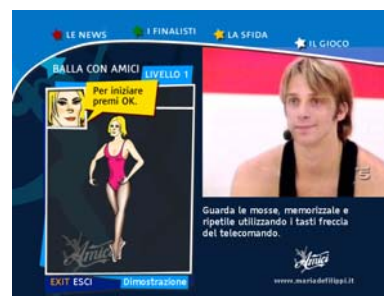 LE NEWS
I FINALISTI
LA SFIDA
IL GIOCO
BALLA CON AMICI
LIVELLO 1
Per iniziare
premi OK.
5
Guarda le mosse, memorizzale e
ripetile utilizzando i tasti freccia
del telecomando.
Amici
Amici
www.mariadefilippi.it
EXIT ESCI
Dimostrazione